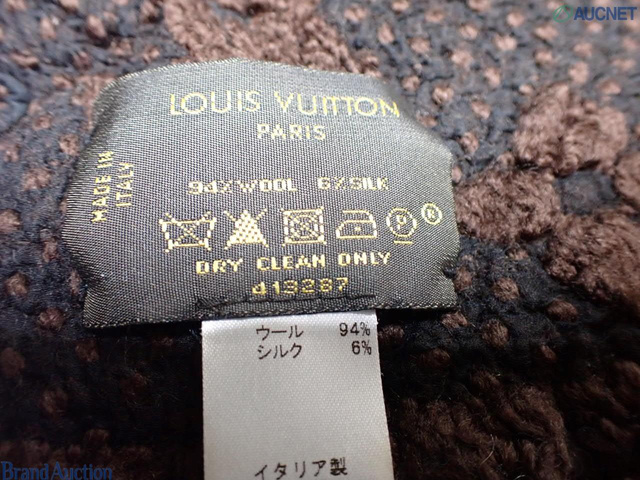 AUCNET
LOUIS VUITTON
PARIS
MADE IN
ITALY
94% WOOL 6% SILK
P
R
DRY CLEAN ONLY
419287
ウール 94%
シルク 6%
イタリア製
Brand Auction